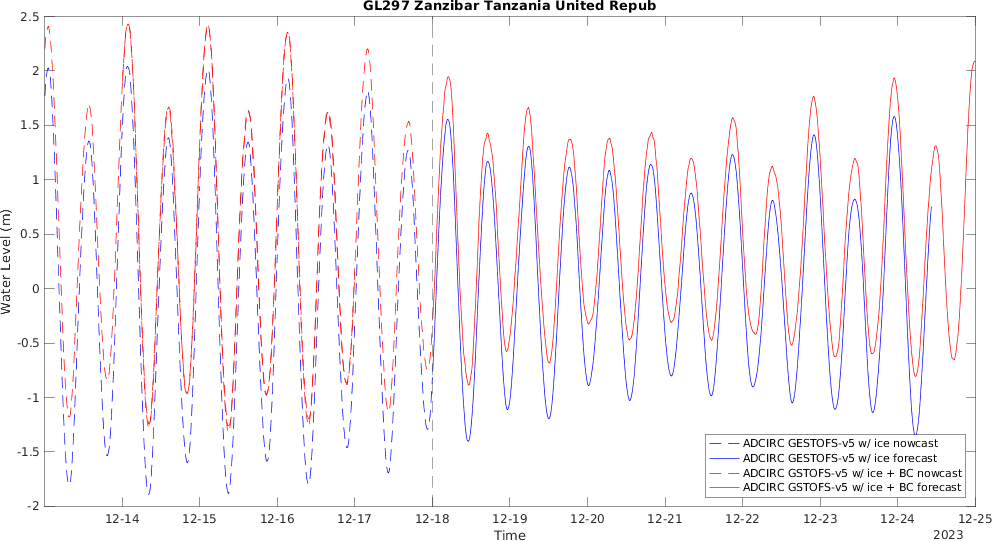 GL297 Zanzibar Tanzania United Repub
2.5
2
1.5
1
0.5
0
-0.5
-1
-1.5
-2
Water Level (m)
ADCIRC GESTOFS-v5 w/ ice nowcast
ADCIRC GESTOFS-v5 w/ ice forecast
ADCIRC GSTOFS-v5 w/ ice + BC nowcast
ADCIRC GSTOFS-v5 w/ ice + BC forecast
12-14 12-15 12-16 12-17 12-18 12-19 12-20 12-21 12-22 12-23 12-24 12-25
Time
2023